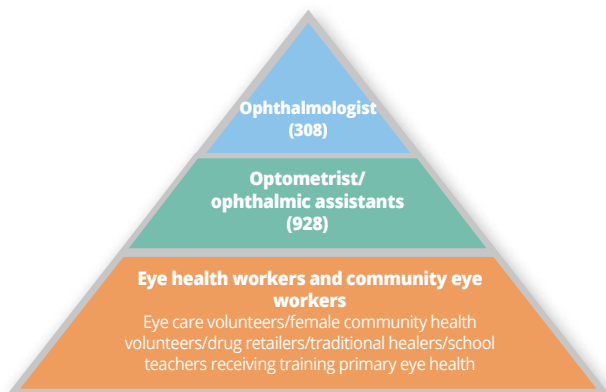 Ophthalmologist
(308)
Optometrist/
ophthalmic assistants
(928)
Eye health workers and community eye
workers
Eye care volunteers/female community health
volunteers/drug retailers/traditional healers/school
teachers receiving training primary eye health